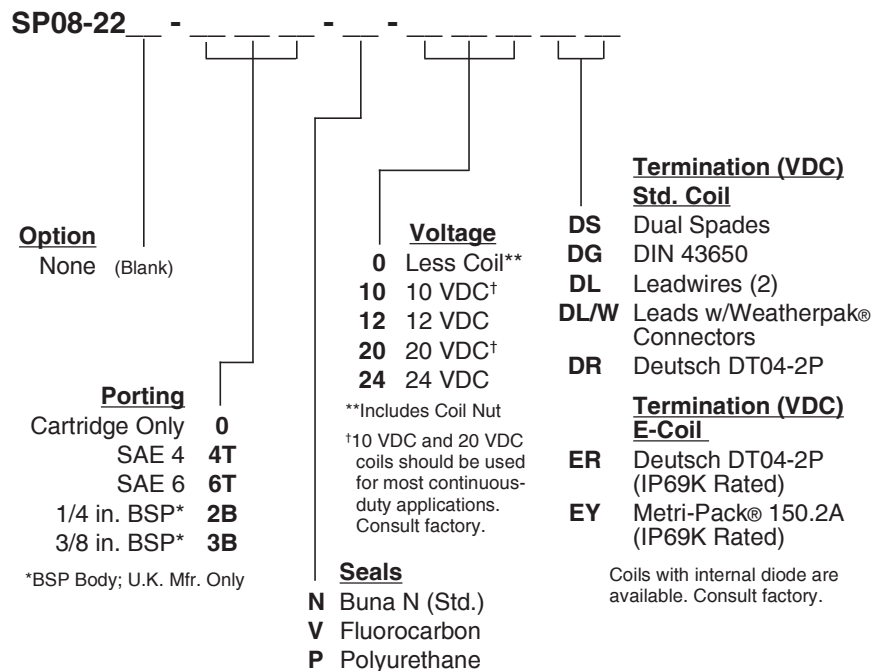 SP08-22__ - __ __ __ - __ - __ __ __ __ __
Option
None (Blank)
Porting
Cartridge Only 0
SAE 4 4T
SAE 6 6T
1/4 in. BSP* 2B
3/8 in. BSP* 3B
*BSP Body; U.K. Mfr. Only
Seals
N Buna N (Std.)
V Fluorocarbon
P Polyurethane
Voltage
0 Less Coil**
10 10 VDC†
12 12 VDC
20 20 VDC†
24 24 VDC
**Includes Coil Nut
†10 VDC and 20 VDC
coils should be used
for most continuous-
duty applications.
Consult factory.
Termination (VDC)
Std. Coil
DS Dual Spades
DG DIN 43650
DL Leadwires (2)
DL/W Leads w/Weatherpak®
Connectors
DR Deutsch DT04-2P
Termination (VDC)
E-Coil
ER Deutsch DT04-2P
(IP69K Rated)
EY Metri-Pack® 150.2A
(IP69K Rated)
Coils with internal diode are
available. Consult factory.